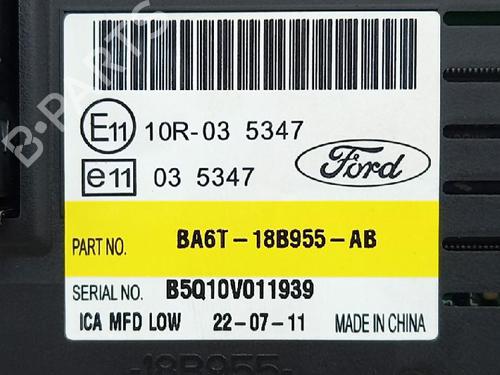 E11 10R-03 5347
e11 03 5347
Ford
PART NO. BA6T-18B955-AB
SERIAL NO. B5Q10V011939
ICA MFD LOW 22-07-11 MADE IN CHINA
-18B955-
B-PARTS